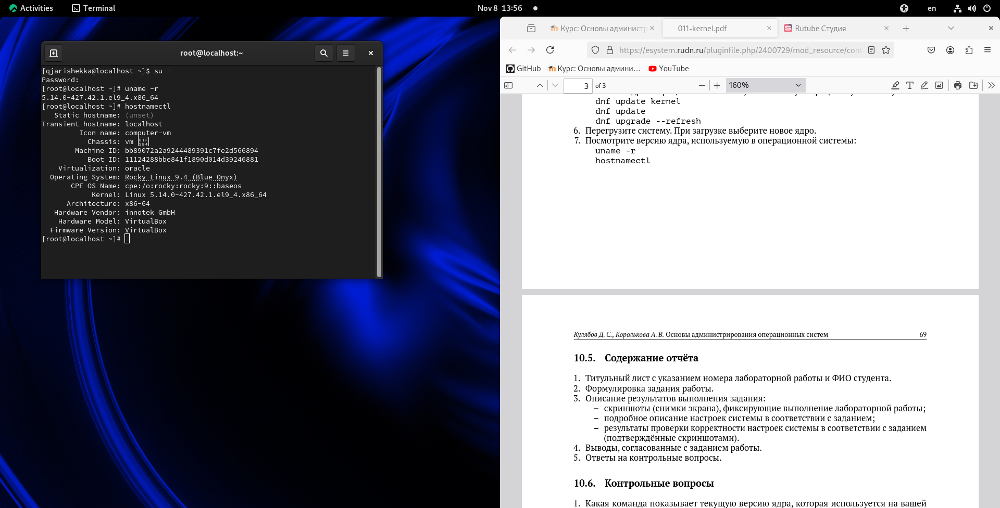 Activities
Terminal
Nov 8 13:56
en
root@localhost:~
[qjarishekka@localhost ~]$ su -
Password:
[root@localhost ~]# uname -r
5.14.0-427.42.1.el9_4.x86_64
[root@localhost ~]# hostnamectl
Static hostname: (unset)
Transient hostname: localhost
Icon name: computer-vm
Chassis: vm
Machine ID: bb89072a2a9244489391c7fe2d566894
Boot ID: 11124288bbe841f1890d014d39246881
Virtualization: oracle
Operating System: Rocky Linux 9.4 (Blue Onyx)
CPE OS Name: cpe:/o:rocky:rocky:9::baseos
Kernel: Linux 5.14.0-427.42.1.el9_4.x86_64
Architecture: x86-64
Hardware Vendor: innotek GmbH
Hardware Model: VirtualBox
Firmware Version: VirtualBox
[root@localhost ~]#
Курс: Основы администр
011-kernel.pdf
Rutube Студия
https://esystem.rudn.ru/pluginfile.php/2400729/mod_resource/cont
GitHub
Курс: Основы админи...
YouTube
3 of 3
160%
dnf update kernel
dnf update
dnf upgrade --refresh
6. Перегрузите систему. При загрузке выберите новое ядро.
7. Посмотрите версию ядра, используемую в операционной системы:
uname -r
hostnamectl
Кулябов Д. С., Королькова А. В. Основы администрирования операционных систем 69
10.5. Содержание отчёта
1. Титульный лист с указанием номера лабораторной работы и ФИО студента.
2. Формулировка задания работы.
3. Описание результатов выполнения задания:
– скриншоты (снимки экрана), фиксирующие выполнение лабораторной работы;
– подробное описание настроек системы в соответствии с заданием;
– результаты проверки корректности настроек системы в соответствии с заданием
(подтверждённые скриншотами).
4. Выводы, согласованные с заданием работы.
5. Ответы на контрольные вопросы.
10.6. Контрольные вопросы
1. Какая команда показывает текущую версию ядра, которая используется на вашей